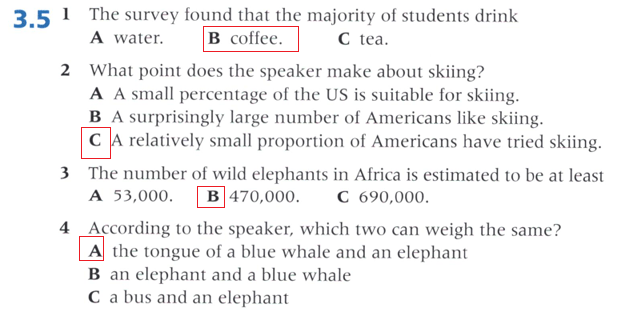 3.5 1 The survey found that the majority of students drink
A water. B coffee. C tea.
2 What point does the speaker make about skiing?
A A small percentage of the US is suitable for skiing.
B A surprisingly large number of Americans like skiing.
C A relatively small proportion of Americans have tried skiing.
3 The number of wild elephants in Africa is estimated to be at least
A 53,000. B 470,000. C 690,000.
4 According to the speaker, which two can weigh the same?
A the tongue of a blue whale and an elephant
B an elephant and a blue whale
C a bus and an elephant